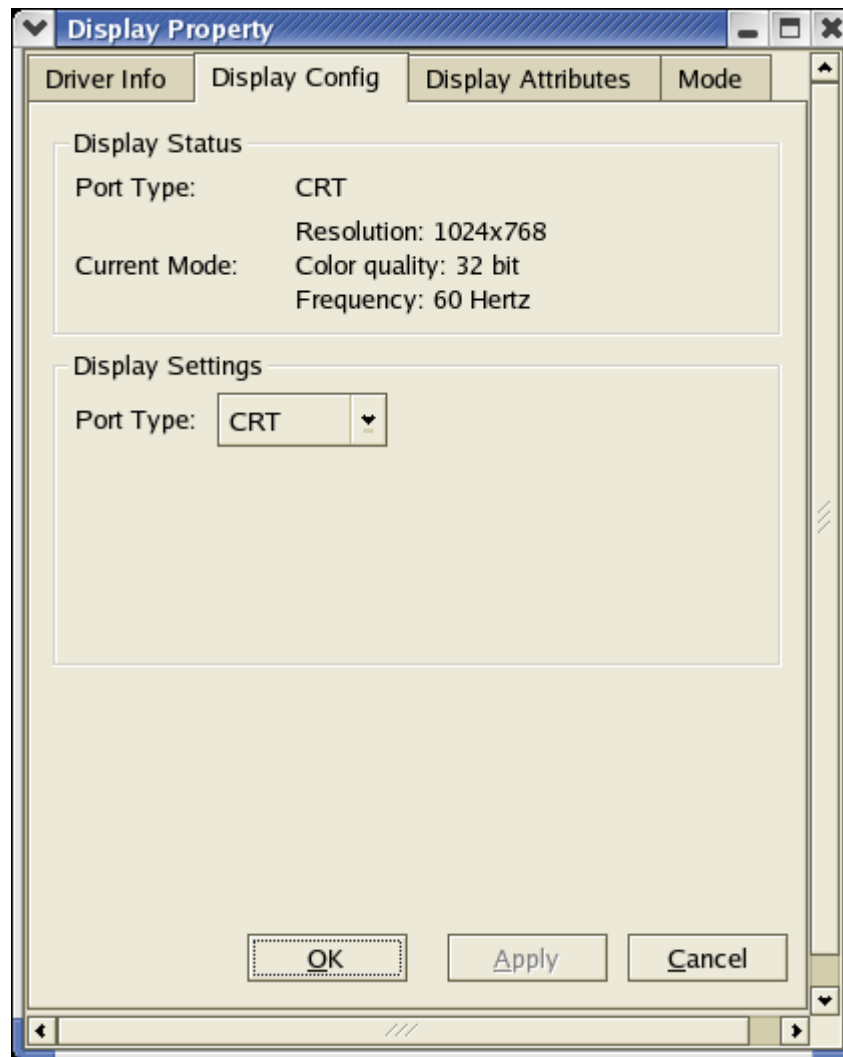 Display Property
Driver Info Display Config Display Attributes Mode
Display Status
Port Type: CRT
Resolution: 1024x768
Current Mode: Color quality: 32 bit
Frequency: 60 Hertz
Display Settings
Port Type: CRT
OK Apply Cancel